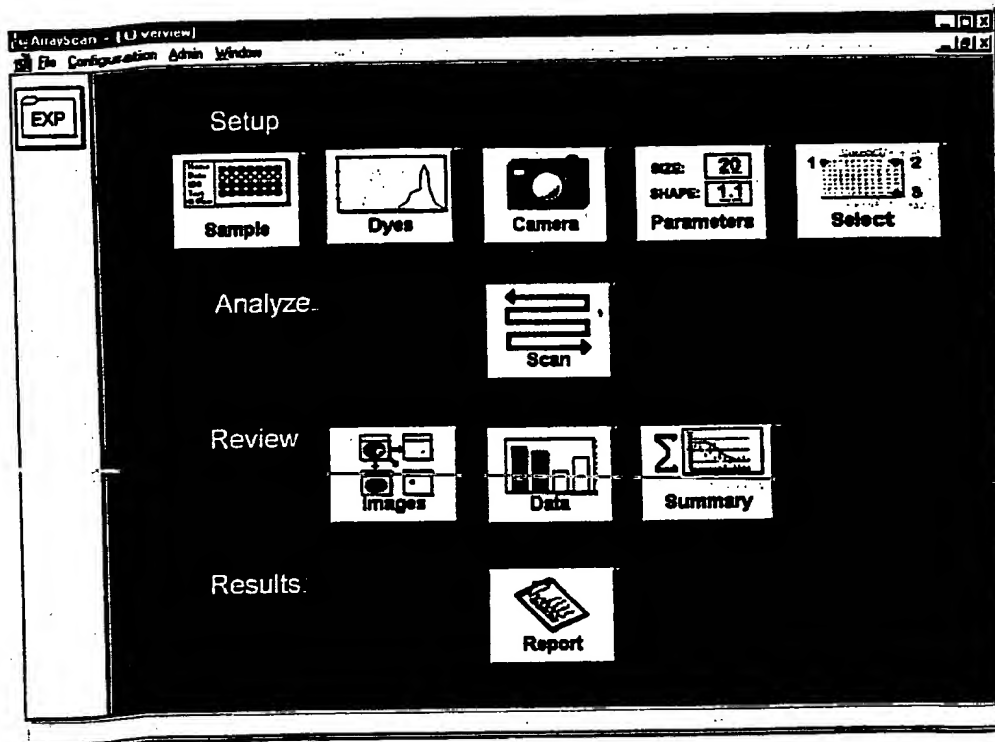 ArrayScan - [Overview]
File Configuration Admin Window
EXP
Setup
SIZE: 20
SHAPE: 1.1
1 2
3
Sample Dyes Camera Parameters Select
Analyze
Scan
Review
Images Data Summary
Σ
Results
Report